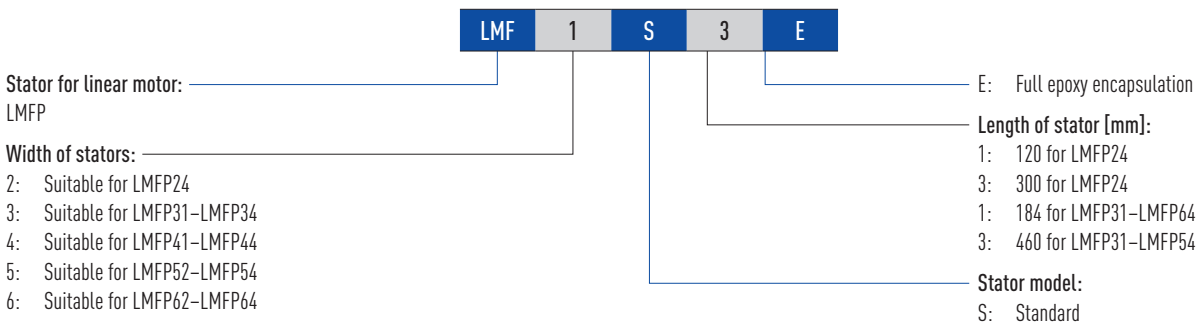 LMF 1 S 3 E
Stator for linear motor:
LMFP
Width of stators:
2: Suitable for LMFP24
3: Suitable for LMFP31–LMFP34
4: Suitable for LMFP41–LMFP44
5: Suitable for LMFP52–LMFP54
6: Suitable for LMFP62–LMFP64
E: Full epoxy encapsulation
Length of stator [mm]:
1: 120 for LMFP24
3: 300 for LMFP24
1: 184 for LMFP31–LMFP64
3: 460 for LMFP31–LMFP54
Stator model:
S: Standard